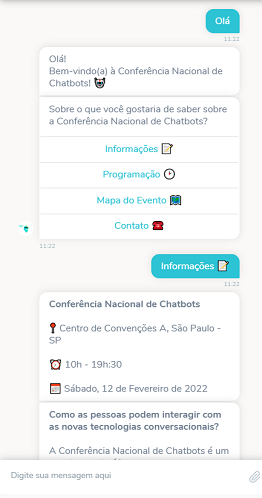 Olá
11:22
Olá!
Bem-vindo(a) à Conferência Nacional de
Chatbots!
Sobre o que você gostaria de saber sobre
a Conferência Nacional de Chatbots?
Informações
Programação
Mapa do Evento
Contato
11:22
Informações
11:22
Conferência Nacional de Chatbots
Centro de Convenções A, São Paulo -
SP
10h - 19h:30
Sábado, 12 de Fevereiro de 2022
Como as pessoas podem interagir com
as novas tecnologias conversacionais?
A Conferência Nacional de Chatbots é um
Digite sua mensagem aqui